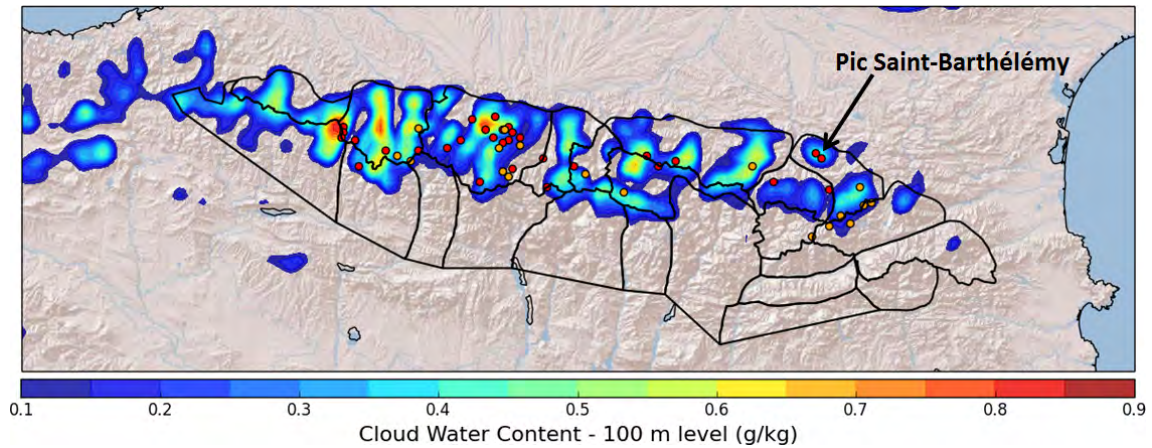 Pic Saint-Barthélémy
0.1 0.2 0.3 0.4 0.5 0.6 0.7 0.8 0.9
Cloud Water Content - 100 m level (g/kg)